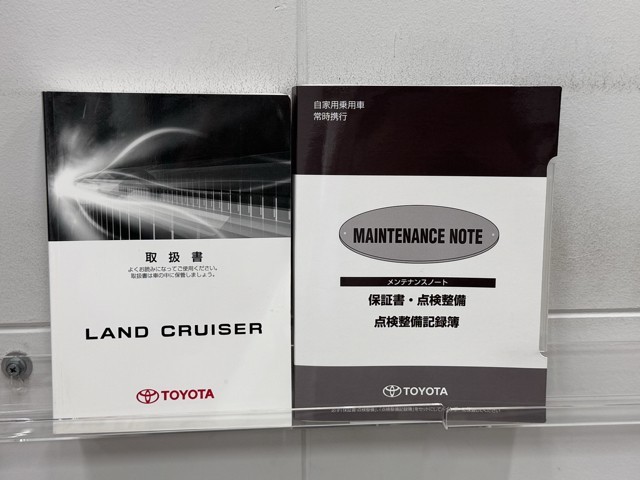 取扱書
よくお読みになってご使用ください。
取扱書は車の中に保管しましょう。
LAND CRUISER
TOYOTA
自家用乗用車
常時携行
MAINTENANCE NOTE
メンテナンスノート
保証書・点検整備
点検整備記録簿
TOYOTA